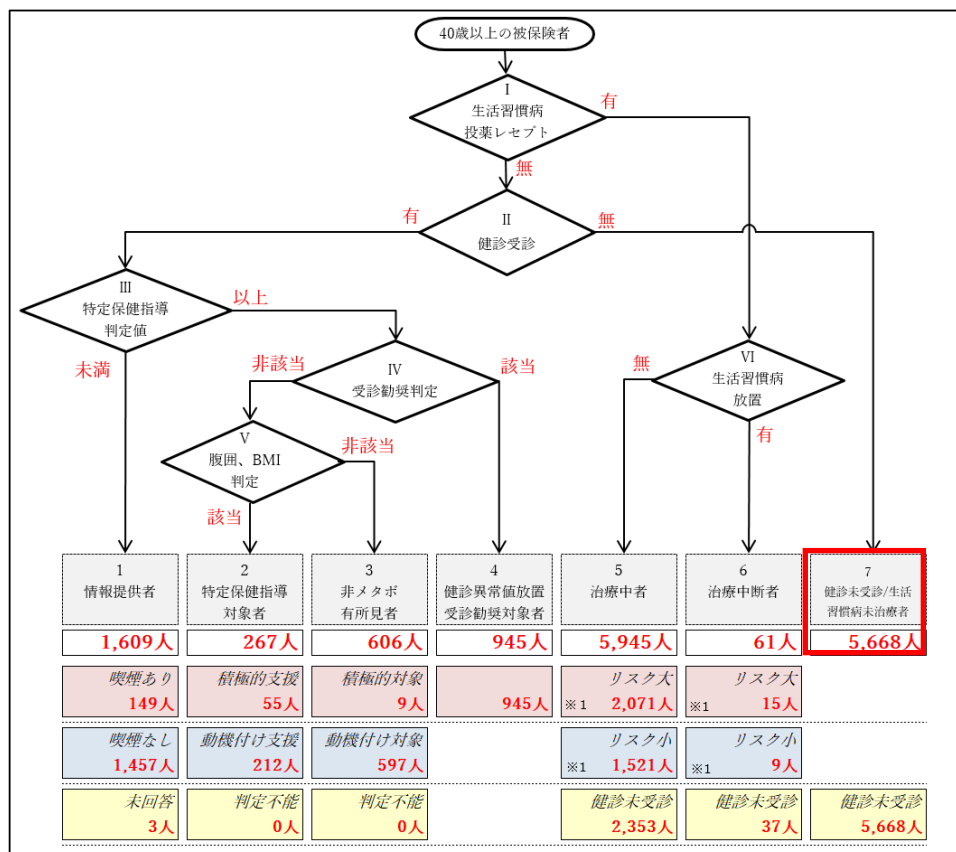 40歳以上の被保険者
Ⅰ
生活習慣病
投薬レセプト
有
無
Ⅱ
健診受診
有
無
Ⅲ
特定保健指導
判定値
以上
未満
Ⅳ
受診勧奨判定
非該当
該当
Ⅵ
生活習慣病
放置
無
有
Ⅴ
腹囲、BMI
判定
非該当
該当
1
情報提供者
1,609人
2
特定保健指導
対象者
267人
3
非メタボ
有所見者
606人
4
健診異常値放置
受診勧奨対象者
945人
5
治療中者
5,945人
6
治療中断者
61人
7
健診未受診/生活
習慣病未治療者
5,668人
喫煙あり
149人
積極的支援
55人
積極的対象
9人
945人
リスク大
※1 2,071人
リスク大
※1 15人
喫煙なし
1,457人
動機付け支援
212人
動機付け対象
597人
リスク小
※1 1,521人
リスク小
※1 9人
未回答
3人
判定不能
0人
判定不能
0人
健診未受診
2,353人
健診未受診
37人
健診未受診
5,668人